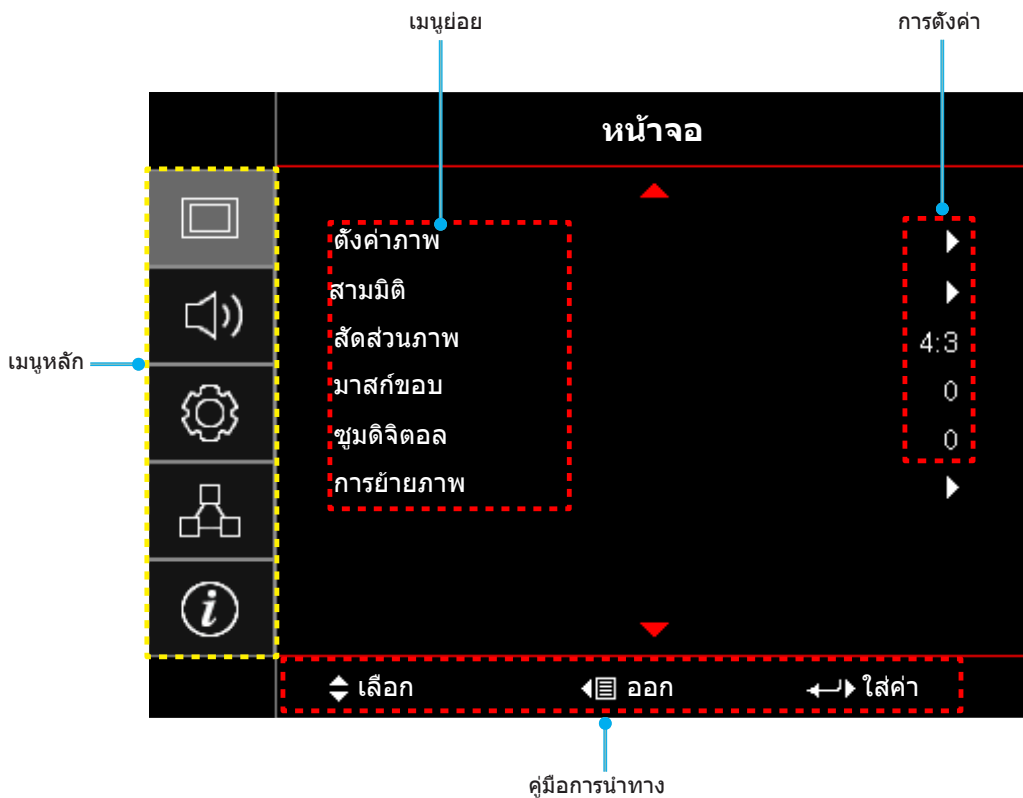 เมนูย่อย
การตั้งค่า
หน้าจอ
ตั้งค่าภาพ
สามมิติ
สัดส่วนภาพ 4:3
มาสก์ขอบ 0
ซูมดิจิตอล 0
การย้ายภาพ
เมนูหลัก
เลือก ออก ใส่ค่า
คู่มือการนำทาง